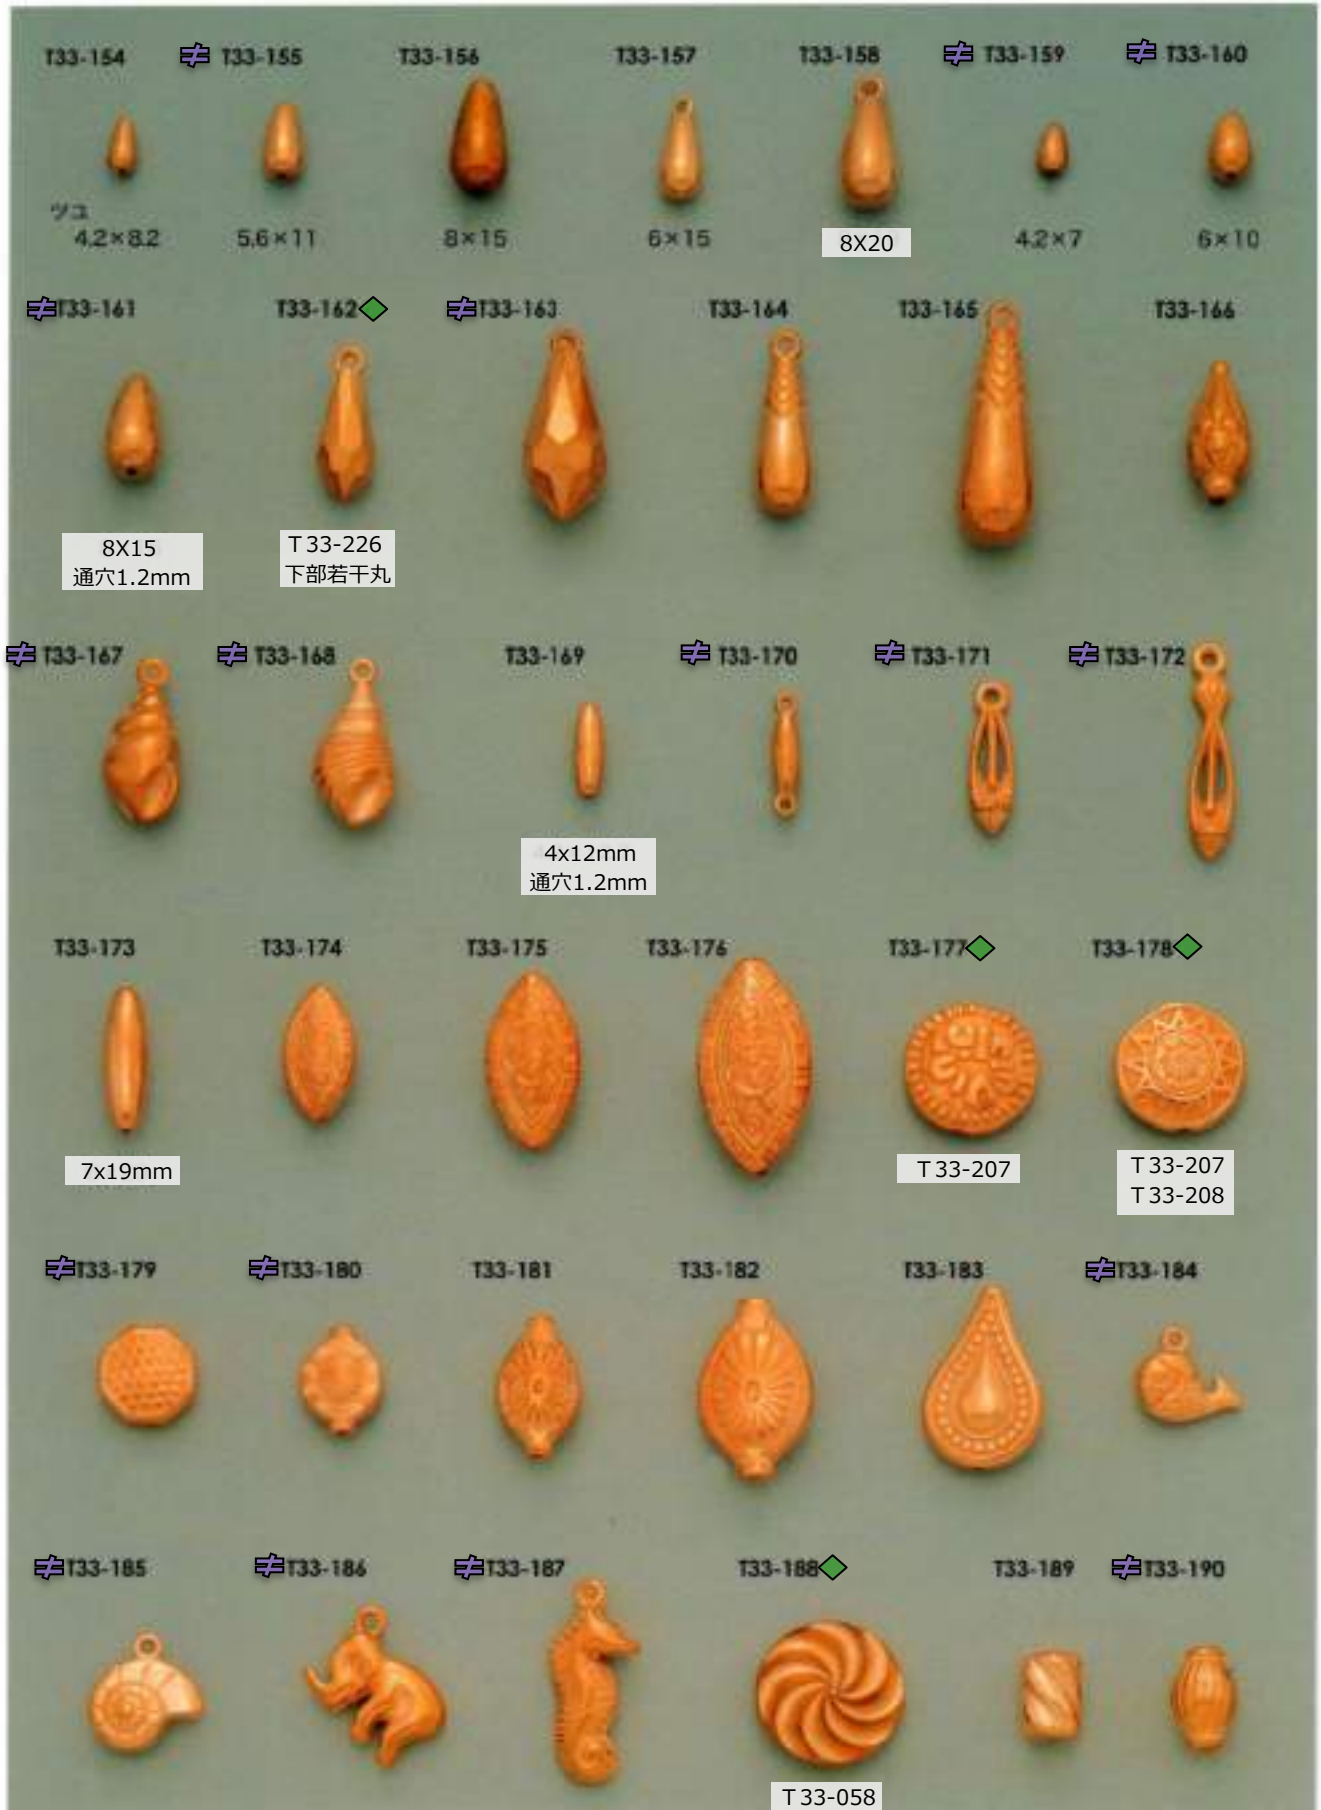 T33-154 ≠ T33-155 T33-156 T33-157 T33-158 ≠ T33-159 ≠ T33-160
ツユ
4.2×8.2 5.6×11 8×15 6×15 8X20 4.2×7 6×10
≠T33-161 T33-162◆ ≠T33-163 T33-164 T33-165 T33-166
8X15 T33-226
通穴1.2mm 下部若干丸
≠ T33-167 ≠ T33-168 T33-169 ≠ T33-170 ≠ T33-171 ≠ T33-172
4x12mm
通穴1.2mm
T33-173 T33-174 T33-175 T33-176 T33-177◆ T33-178◆
7x19mm T33-207 T33-207
T33-208
≠T33-179 ≠T33-180 T33-181 T33-182 T33-183 ≠T33-184
≠T33-185 ≠T33-186 ≠T33-187 T33-188◆ T33-189 ≠T33-190
T33-058